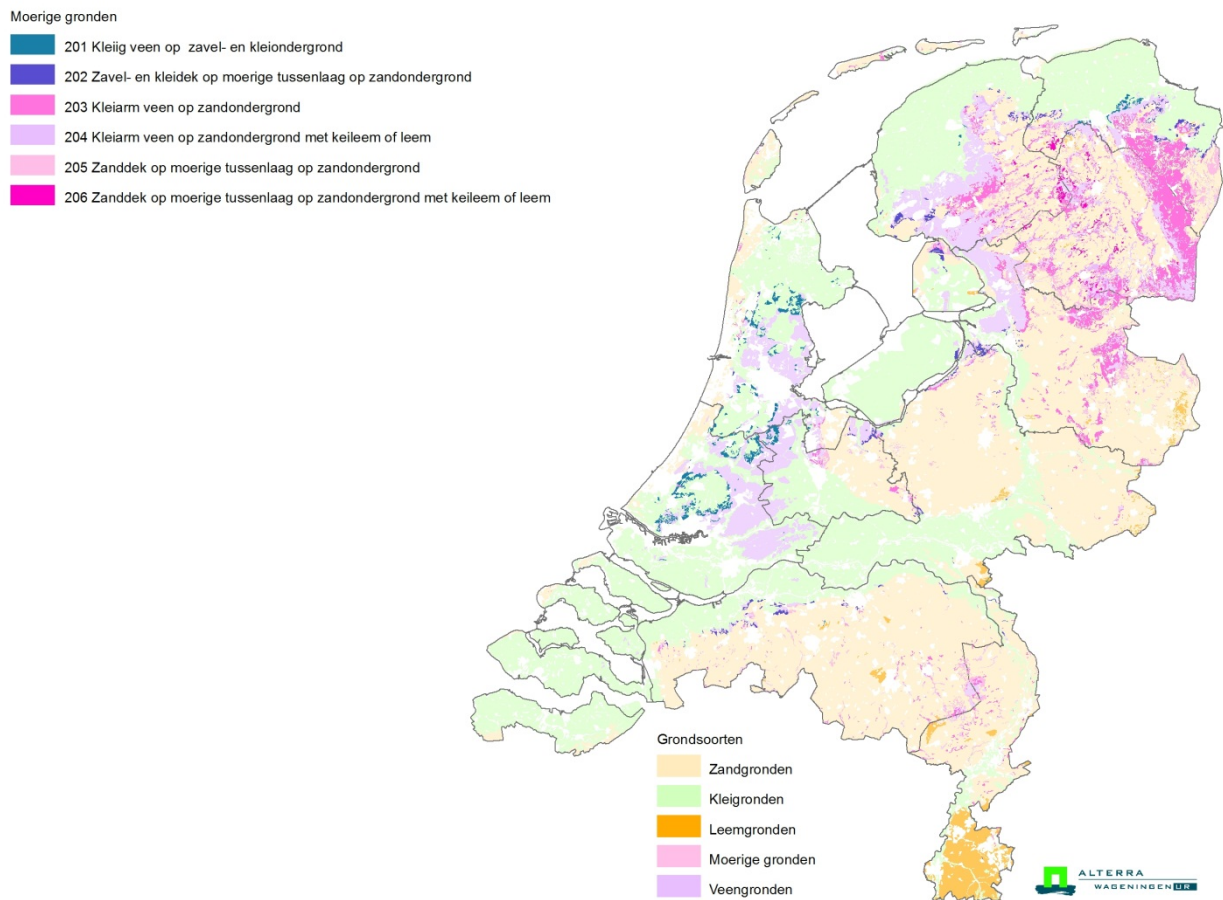 Moerige gronden
201 Kleiig veen op zavel- en kleiondergrond
202 Zavel- en kleidek op moerige tussenlaag op zandondergrond
203 Kleiarm veen op zandondergrond
204 Kleiarm veen op zandondergrond met keileem of leem
205 Zanddek op moerige tussenlaag op zandondergrond
206 Zanddek op moerige tussenlaag op zandondergrond met keileem of leem
Grondsoorten
Zandgronden
Kleigronden
Leemgronden
Moerige gronden
Veengronden
ALTERRA
WAGENINGEN UR